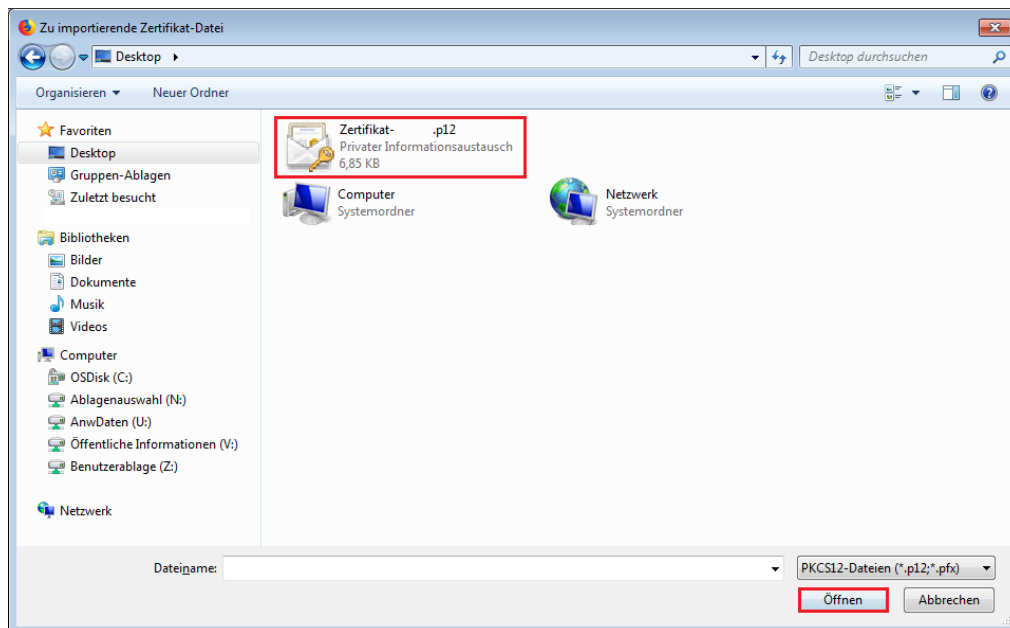 Zu importierende Zertifikat-Datei
Desktop
Desktop durchsuchen
Organisieren
Neuer Ordner
Favoriten
Desktop
Gruppen-Ablagen
Zuletzt besucht
Bibliotheken
Bilder
Dokumente
Musik
Videos
Computer
OSDisk (C:)
Ablagenauswahl (N:)
AnwDaten (U:)
Öffentliche Informationen (V:)
Benutzerablage (Z:)
Netzwerk
Zertifikat- .p12
Privater Informationsaustausch
6,85 KB
Computer
Systemordner
Netzwerk
Systemordner
Dateiname:
PKCS12-Dateien (*.p12;*.pfx)
Öffnen
Abbrechen